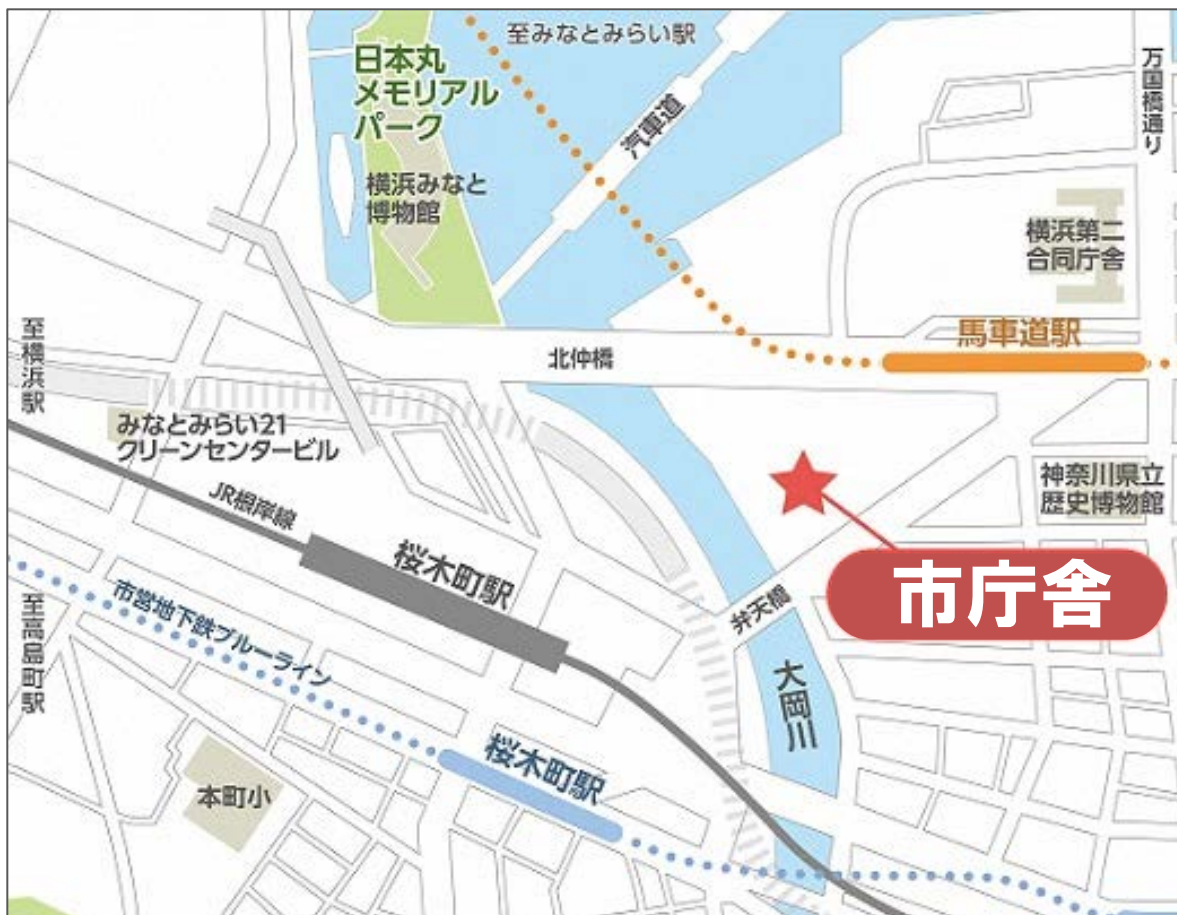 至みなとみらい駅
日本丸
メモリアル
パーク
汽車道
万国橋通り
横浜みなと
博物館
横浜第二
合同庁舎
至横浜駅
北仲橋
馬車道駅
みなとみらい21
クリーンセンタービル
神奈川県立
歴史博物館
JR根岸線
桜木町駅
市庁舎
弁天橋
至高島町駅
市営地下鉄ブルーライン
大岡川
桜木町駅
本町小